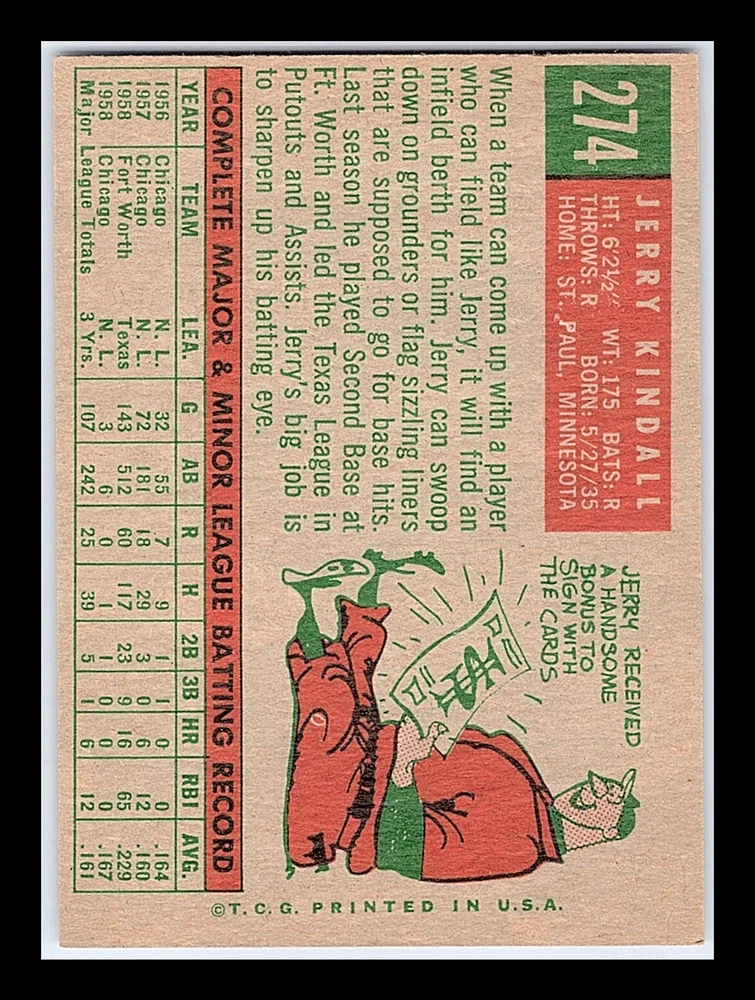 274
JERRY KINDALL
HT: 6'2½" WT: 175 BATS: R
THROWS: R BORN: 5/27/35
HOME: ST. PAUL, MINNESOTA
When a team can come up with a player
who can field like Jerry, it will find an
infield berth for him. Jerry can swoop
down on grounders or flag sizzling liners
that are supposed to go for base hits.
Last season he played Second Base at
Ft. Worth and led the Texas League in
Putouts and Assists. Jerry's big job is
to sharpen up his batting eye.
JERRY RECEIVED
A HANDSOME
BONUS TO
SIGN WITH
THE CARDS
$
COMPLETE MAJOR & MINOR LEAGUE BATTING RECORD
YEAR TEAM LEA. G AB R H 2B 3B HR RBI AVG.
1956 Chicago N. L. 32 55 7 9 1 1 0 0 .164
1957 Chicago N. L. 72 181 18 29 3 0 6 12 .160
1958 Fort Worth Texas 143 512 60 117 23 9 16 65 .229
1958 Chicago N. L. 3 6 0 1 1 0 0 0 .167
Major League Totals 3 Yrs. 107 242 25 39 5 1 6 12 .161
©T.C.G. PRINTED IN U.S.A.